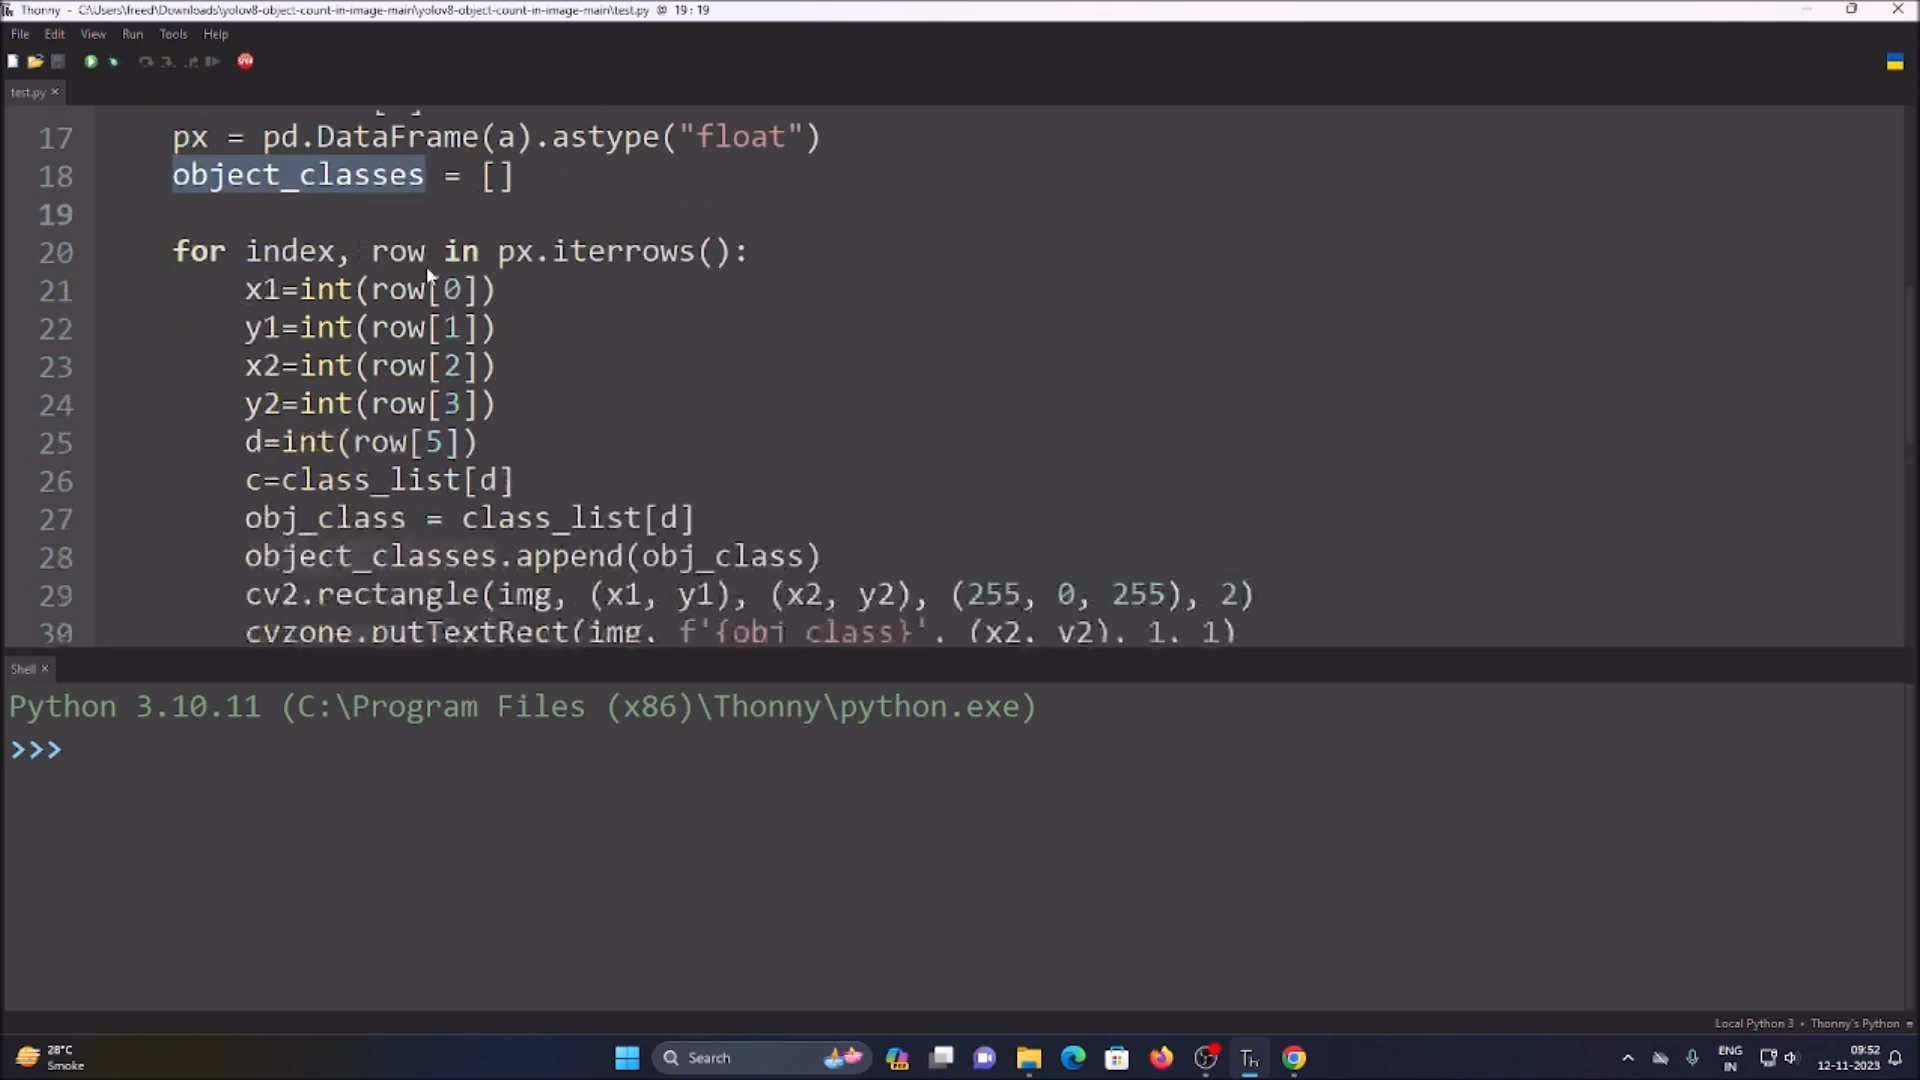 Thonny - C:\Users\freed\Downloads\yolov8-object-count-in-image-main\yolov8-object-count-in-image-main\test.py @ 19 : 19
File Edit View Run Tools Help
test.py ×
17 px = pd.DataFrame(a).astype("float")
18 object_classes = []
19
20 for index, row in px.iterrows():
21 x1=int(row[0])
22 y1=int(row[1])
23 x2=int(row[2])
24 y2=int(row[3])
25 d=int(row[5])
26 c=class_list[d]
27 obj_class = class_list[d]
28 object_classes.append(obj_class)
29 cv2.rectangle(img, (x1, y1), (x2, y2), (255, 0, 255), 2)
30 cvzone.putTextRect(img, f'{obj_class}', (x2, y2), 1, 1)
Shell ×
Python 3.10.11 (C:\Program Files (x86)\Thonny\python.exe)
>>>
Local Python 3 • Thonny's Python
28°C
Smoke
Search
ENG
IN
09:52
12-11-2023